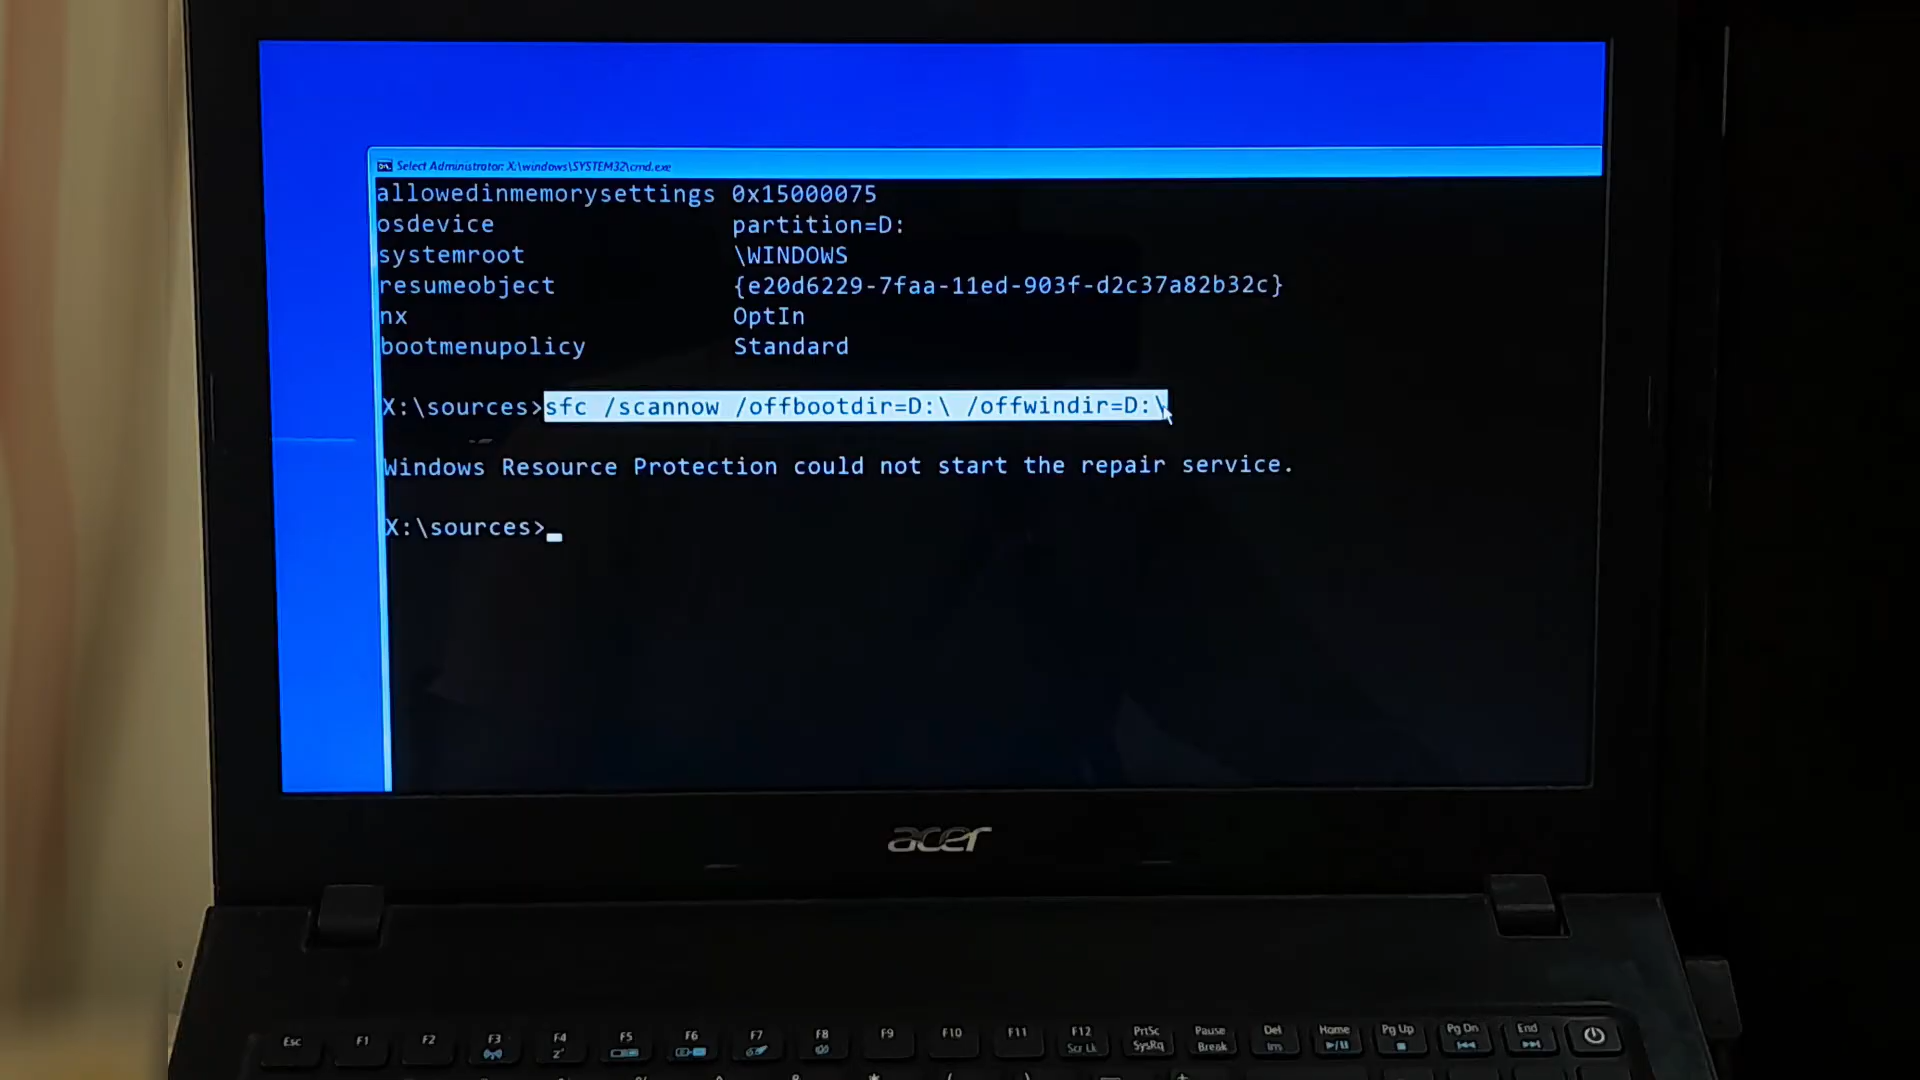 Select Administrator: X:\windows\SYSTEM32\cmd.exe
allowedinmemorysettings 0x15000075
osdevice partition=D:
systemroot \WINDOWS
resumeobject {e20d6229-7faa-11ed-903f-d2c37a82b32c}
nx OptIn
bootmenupolicy Standard
X:\sources>sfc /scannow /offbootdir=D:\ /offwindir=D:\
Windows Resource Protection could not start the repair service.
X:\sources>
acer
Esc F1 F2 F3 F4 F5 F6 F7 F8 F9 F10 F11 F12 PrtSc Pause Del Home Pg Up Pg Dn End
Scr Lk SysRq Break Ins